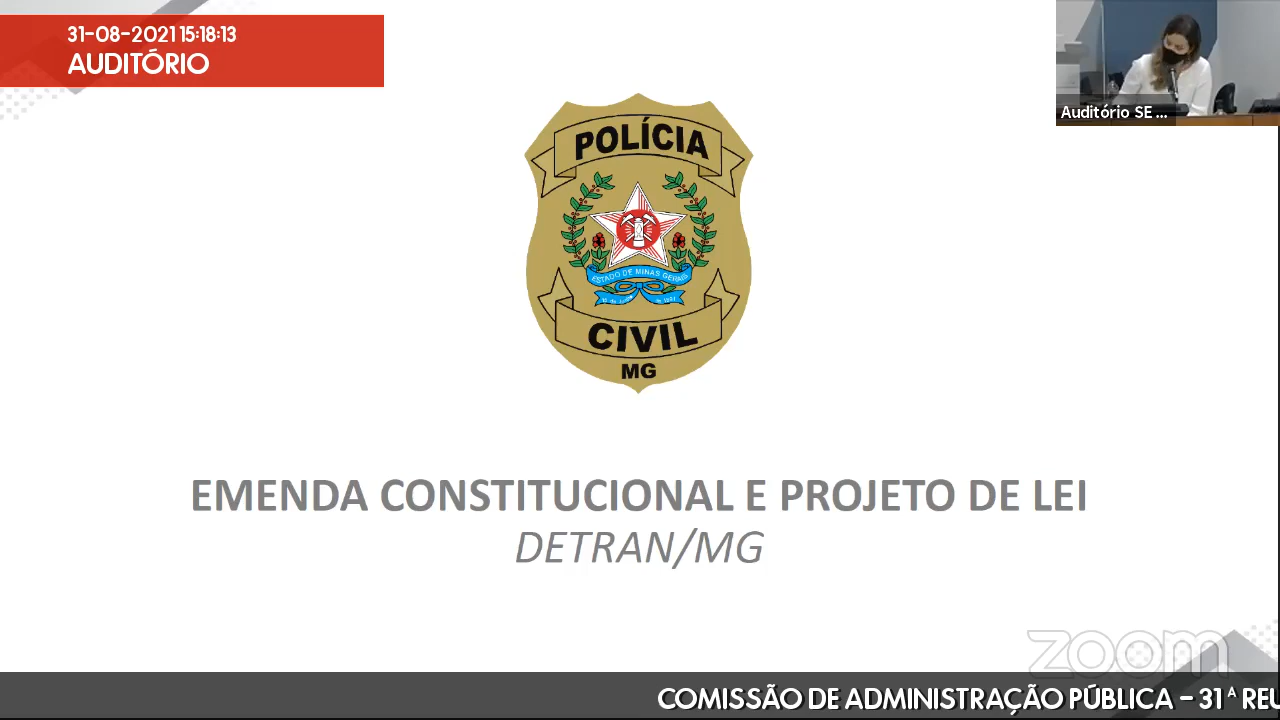 31-08-2021 15:18:13
AUDITÓRIO
Auditório SE ...
POLÍCIA
ESTADO DE MINAS GERAIS
CIVIL
MG
EMENDA CONSTITUCIONAL E PROJETO DE LEI
DETRAN/MG
zoom
COMISSÃO DE ADMINISTRAÇÃO PÚBLICA – 31ª REU